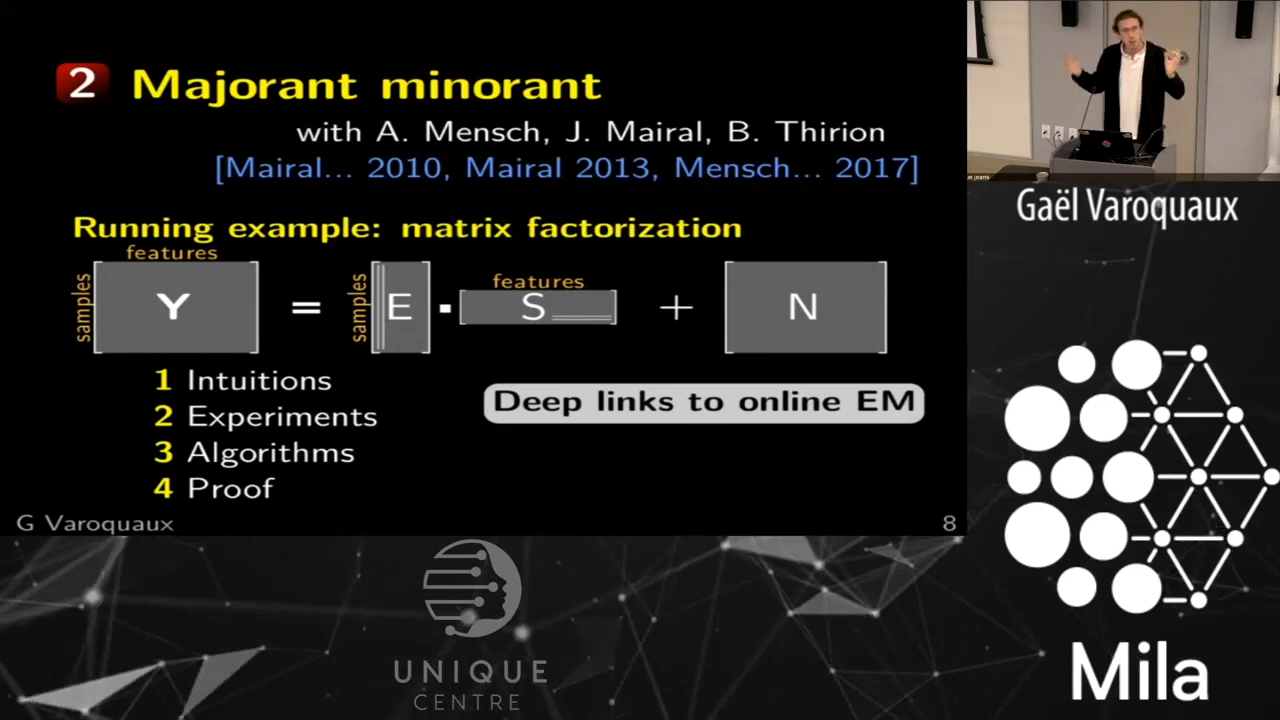 2 Majorant minorant
with A. Mensch, J. Mairal, B. Thirion
[Mairal... 2010, Mairal 2013, Mensch... 2017]
Running example: matrix factorization
features
samples
Y
=
samples
E
features
S
+
N
1 Intuitions
2 Experiments
3 Algorithms
4 Proof
Deep links to online EM
G Varoquaux
8
Gaël Varoquaux
UNIQUE
CENTRE
Mila